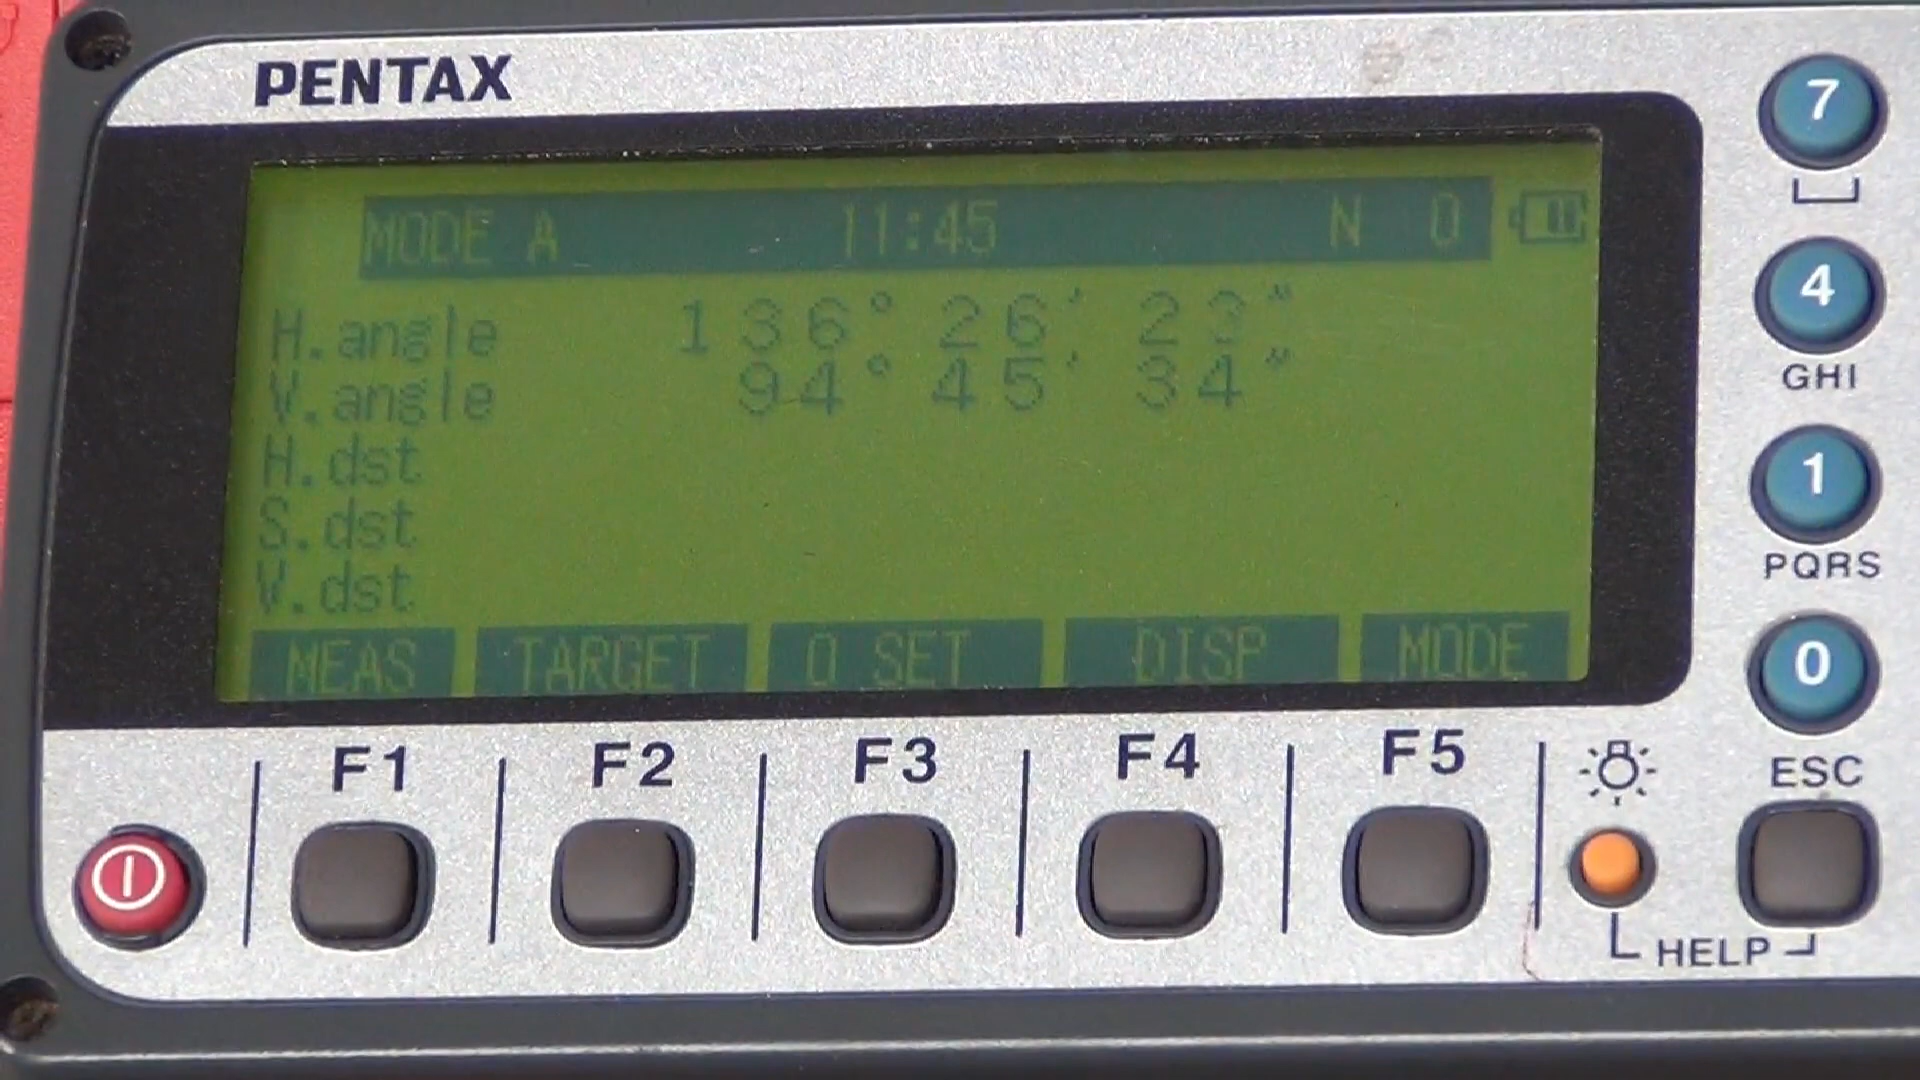 PENTAX
MODE A 11:45 N 0
H.angle 136° 26' 23"
V.angle 94° 45' 34"
H.dst
S.dst
V.dst
MEAS TARGET 0 SET DISP MODE
F1 F2 F3 F4 F5
7
4
GHI
1
PQRS
0
ESC
HELP